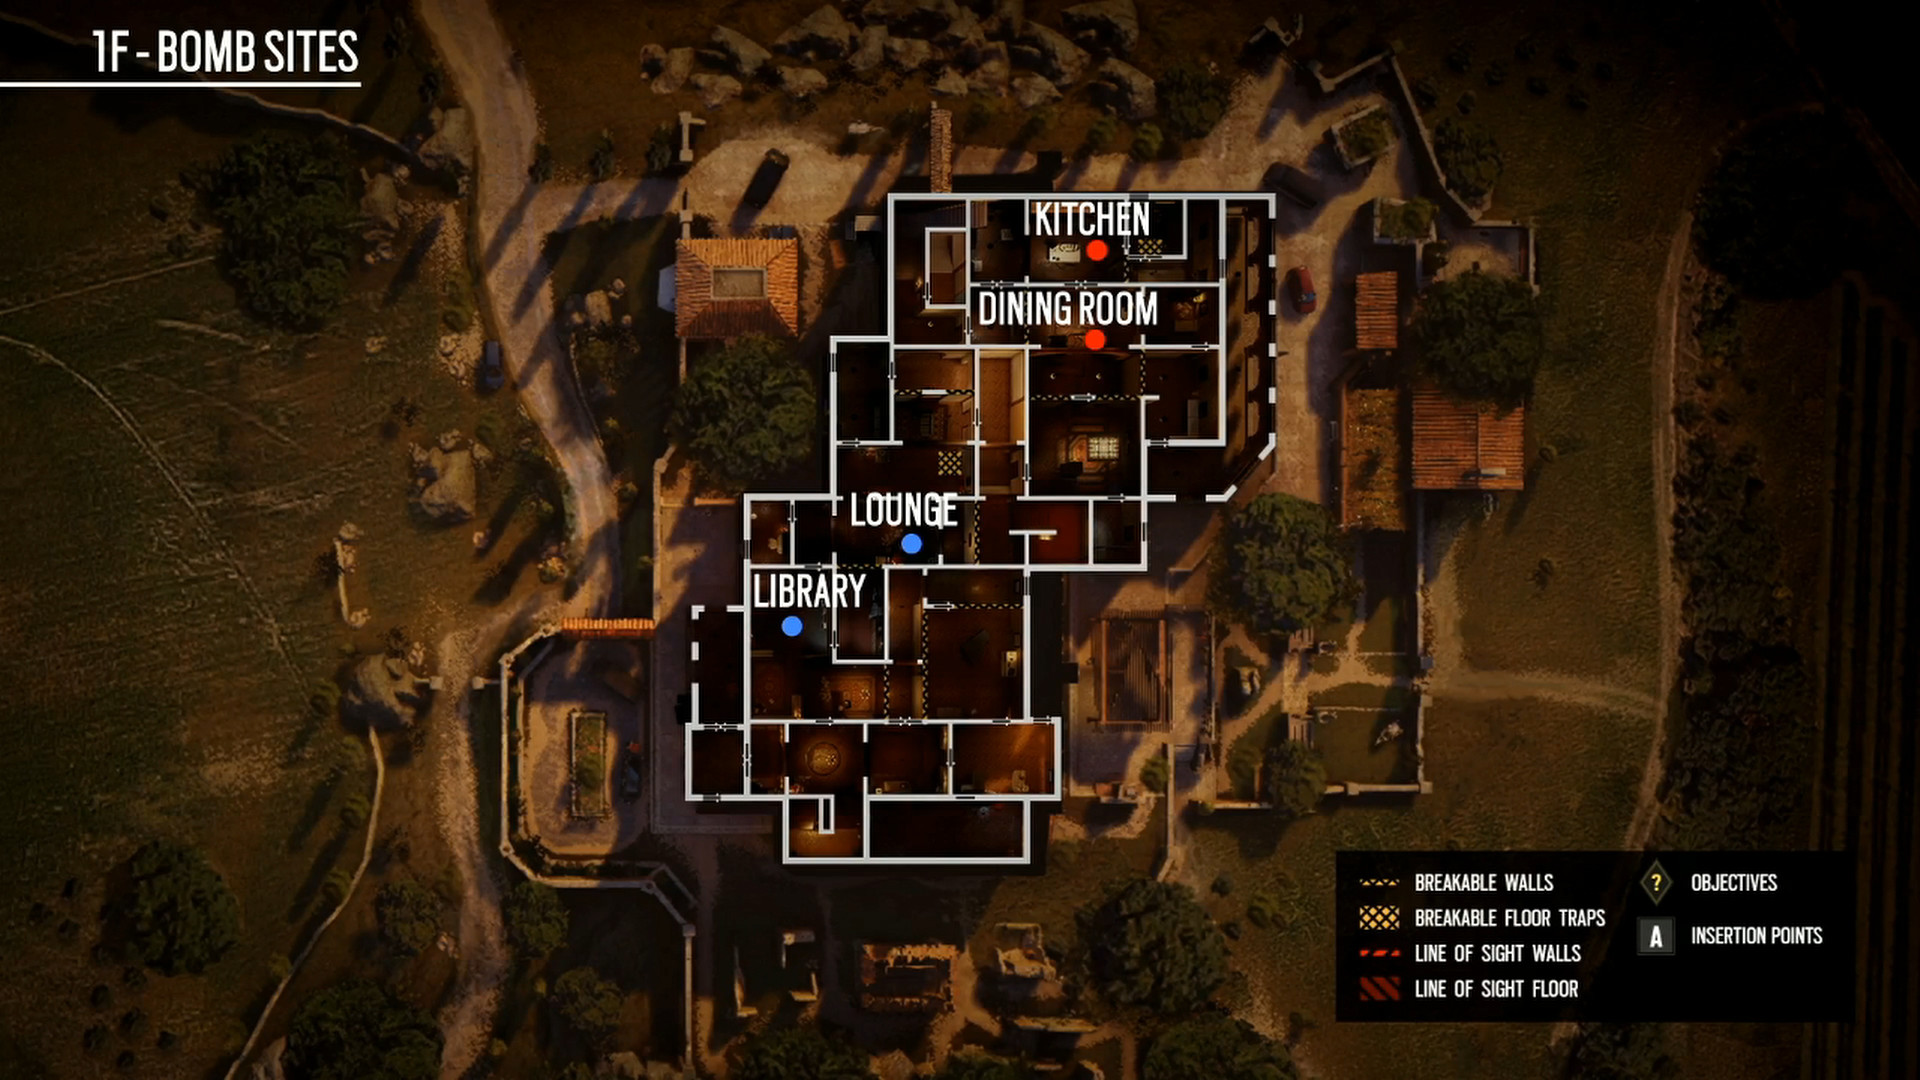 1F - BOMB SITES
KITCHEN
DINING ROOM
LOUNGE
LIBRARY
BREAKABLE WALLS
BREAKABLE FLOOR TRAPS
LINE OF SIGHT WALLS
LINE OF SIGHT FLOOR
? OBJECTIVES
A INSERTION POINTS